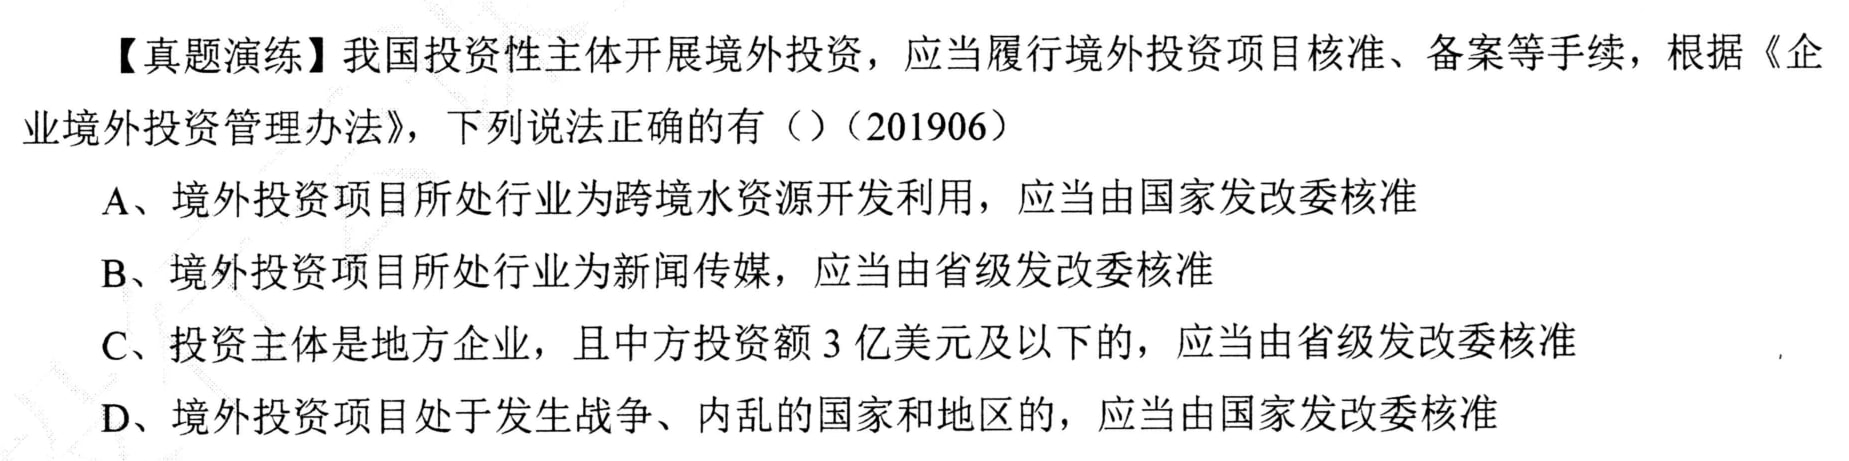 【真题演练】我国投资性主体开展境外投资，应当履行境外投资项目核准、备案等手续，根据《企
业境外投资管理办法》，下列说法正确的有（）（201906）
A、境外投资项目所处行业为跨境水资源开发利用，应当由国家发改委核准
B、境外投资项目所处行业为新闻传媒，应当由省级发改委核准
C、投资主体是地方企业，且中方投资额 3 亿美元及以下的，应当由省级发改委核准
D、境外投资项目处于发生战争、内乱的国家和地区的，应当由国家发改委核准